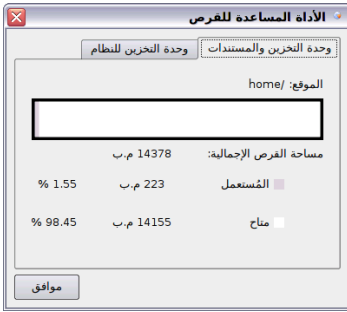 الأداة المساعدة للقرص
وحدة التخزين والمستندات وحدة التخزين للنظام
الموقع: /home
مساحة القرص الإجمالية: 14378 م.ب
المُستعمل 223 م.ب 1.55 %
متاح 14155 م.ب 98.45 %
موافق